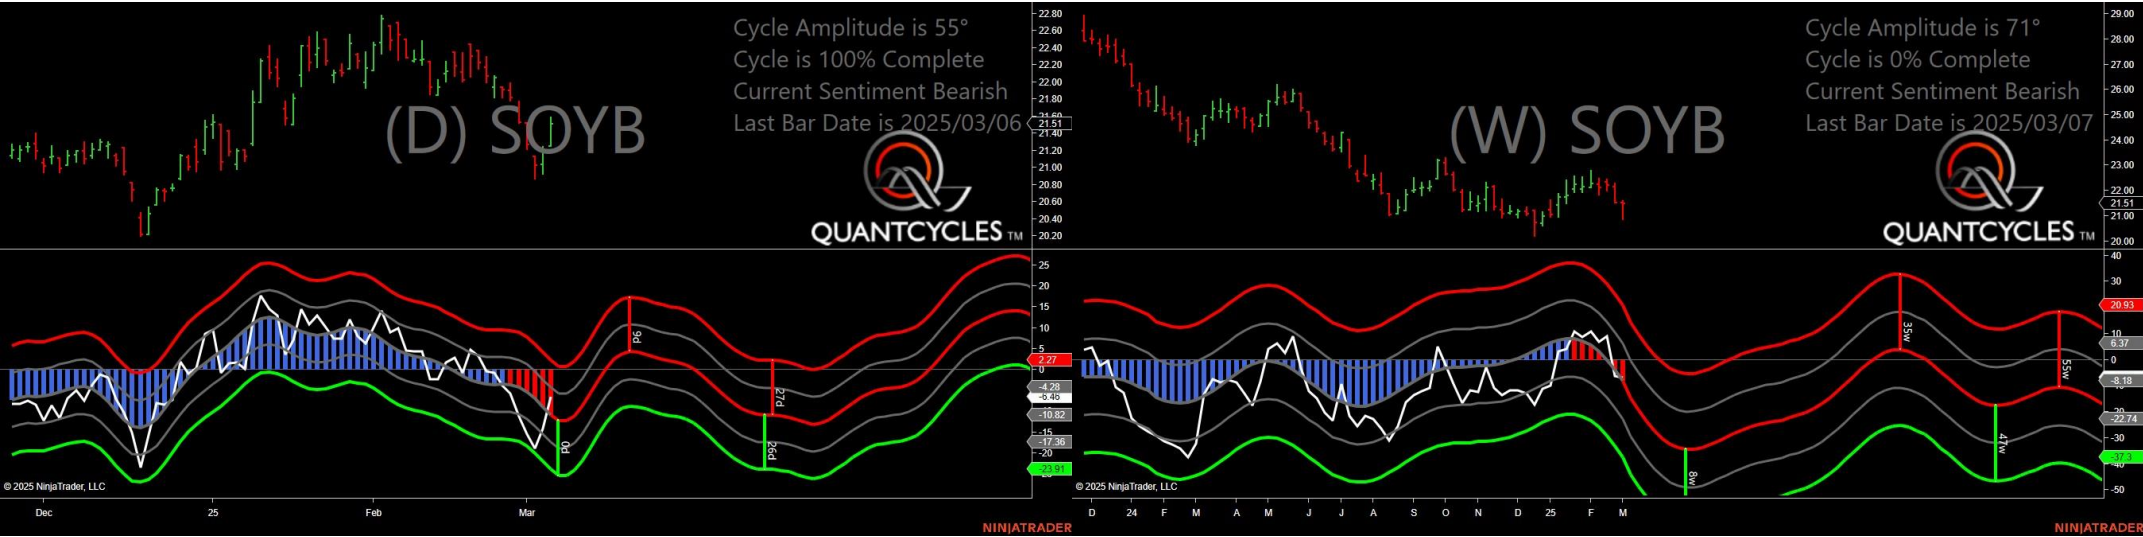 Cycle Amplitude is 55°
Cycle is 100% Complete
Current Sentiment Bearish
Last Bar Date is 2025/03/06
(D) SOYB
QUANTCYCLES TM
22.80
22.60
22.40
22.20
22.00
21.80
21.51
21.40
21.20
21.00
20.80
20.60
20.40
20.20
25
20
15
10
5
2.27
0
-4.28
-6.46
-10.82
-15
-17.36
-20
-23.91
9d
27d
0d
26d
© 2025 NinjaTrader, LLC
Dec 25 Feb Mar
NINJATRADER
Cycle Amplitude is 71°
Cycle is 0% Complete
Current Sentiment Bearish
Last Bar Date is 2025/03/07
(W) SOYB
QUANTCYCLES TM
29.00
28.00
27.00
26.00
25.00
24.00
23.00
22.00
21.51
21.00
20.00
40
30
20.93
10
6.37
0
-8.18
-22.74
-30
-37.3
-40
-50
35w
55w
8w
47w
© 2025 NinjaTrader, LLC
D 24 F M A M J J A S O N D 25 F M
NINJATRADER